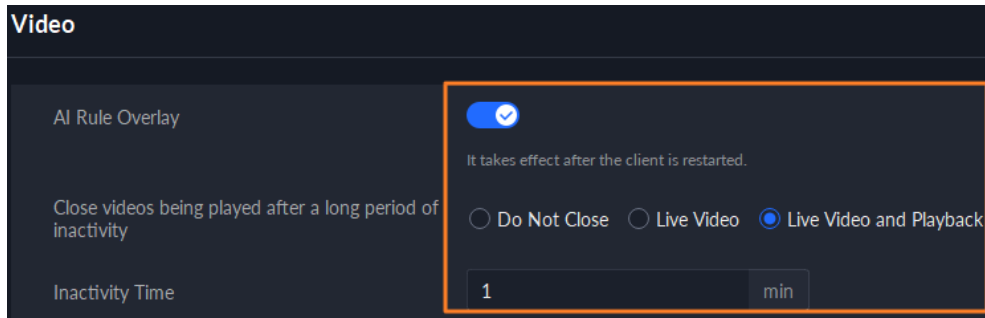 Video
AI Rule Overlay
It takes effect after the client is restarted.
Close videos being played after a long period of
inactivity
Do Not Close Live Video Live Video and Playback
Inactivity Time 1 min